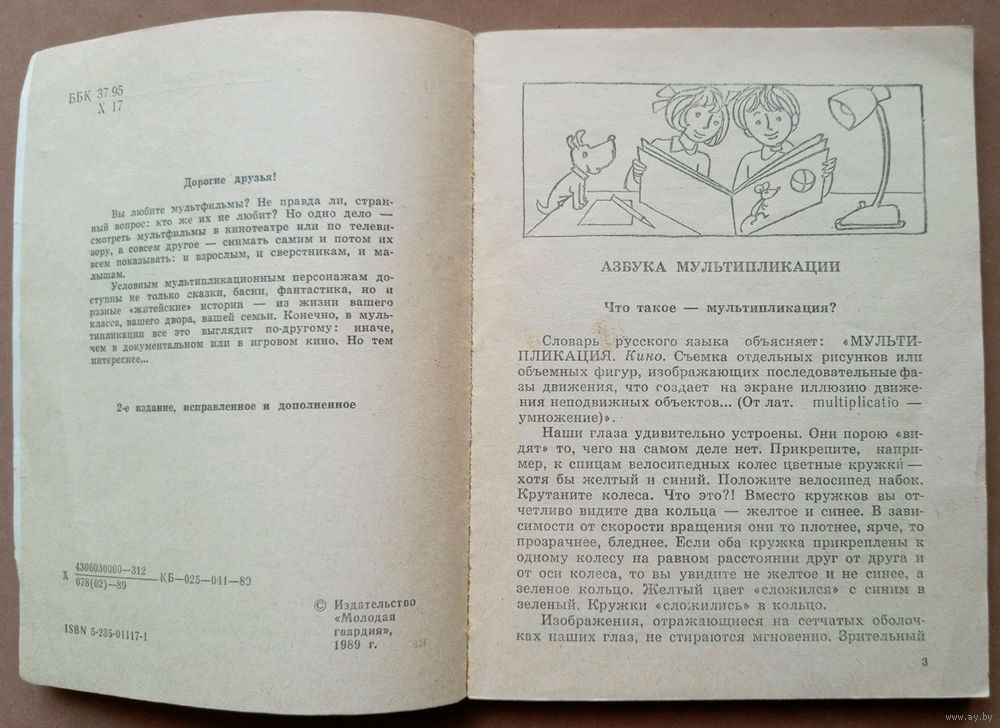 ББК 37.95
Х 17
Дорогие друзья!
Вы любите мультфильмы? Не правда ли, стран-
ный вопрос: кто же их не любит? Но одно дело —
смотреть мультфильмы в кинотеатре или по телеви-
зору, а совсем другое — снимать самим и потом их
всем показывать: и взрослым, и сверстникам, и ма-
лышам.
Условным мультипликационным персонажам до-
ступны не только сказки, басни, фантастика, но и
разные «житейские» истории — из жизни вашего
класса, вашего двора, вашей семьи. Конечно, в муль-
типликации все это выглядит по-другому: иначе,
чем в документальном или в игровом кино. Но тем
интереснее...
2-е издание, исправленное и дополненное
Х 4306030000—312
078(02)—89 КБ—025—041—89
© Издательство
«Молодая
гвардия»,
1989 г.
ISBN 5-235-01117-1
АЗБУКА МУЛЬТИПЛИКАЦИИ
Что такое — мультипликация?
Словарь русского языка объясняет: «МУЛЬТИ-
ПЛИКАЦИЯ. Кино. Съемка отдельных рисунков или
объемных фигур, изображающих последовательные фа-
зы движения, что создает на экране иллюзию движе-
ния неподвижных объектов... (От лат. multiplicatio —
умножение)».
Наши глаза удивительно устроены. Они порою «ви-
дят» то, чего на самом деле нет. Прикрепите, напри-
мер, к спицам велосипедных колес цветные кружки —
хотя бы желтый и синий. Положите велосипед набок.
Крутаните колеса. Что это?! Вместо кружков вы от-
четливо видите два кольца — желтое и синее. В зави-
симости от скорости вращения они то плотнее, ярче, то
прозрачнее, бледнее. Если оба кружка прикреплены к
одному колесу на равном расстоянии друг от друга и
от оси колеса, то вы увидите не желтое и не синее, а
зеленое кольцо. Желтый цвет «сложился» с синим в
зеленый. Кружки «сложились» в кольцо.
Изображения, отражающиеся на сетчатых оболоч-
ках наших глаз, не стираются мгновенно. Зрительный
3
www.ay.by